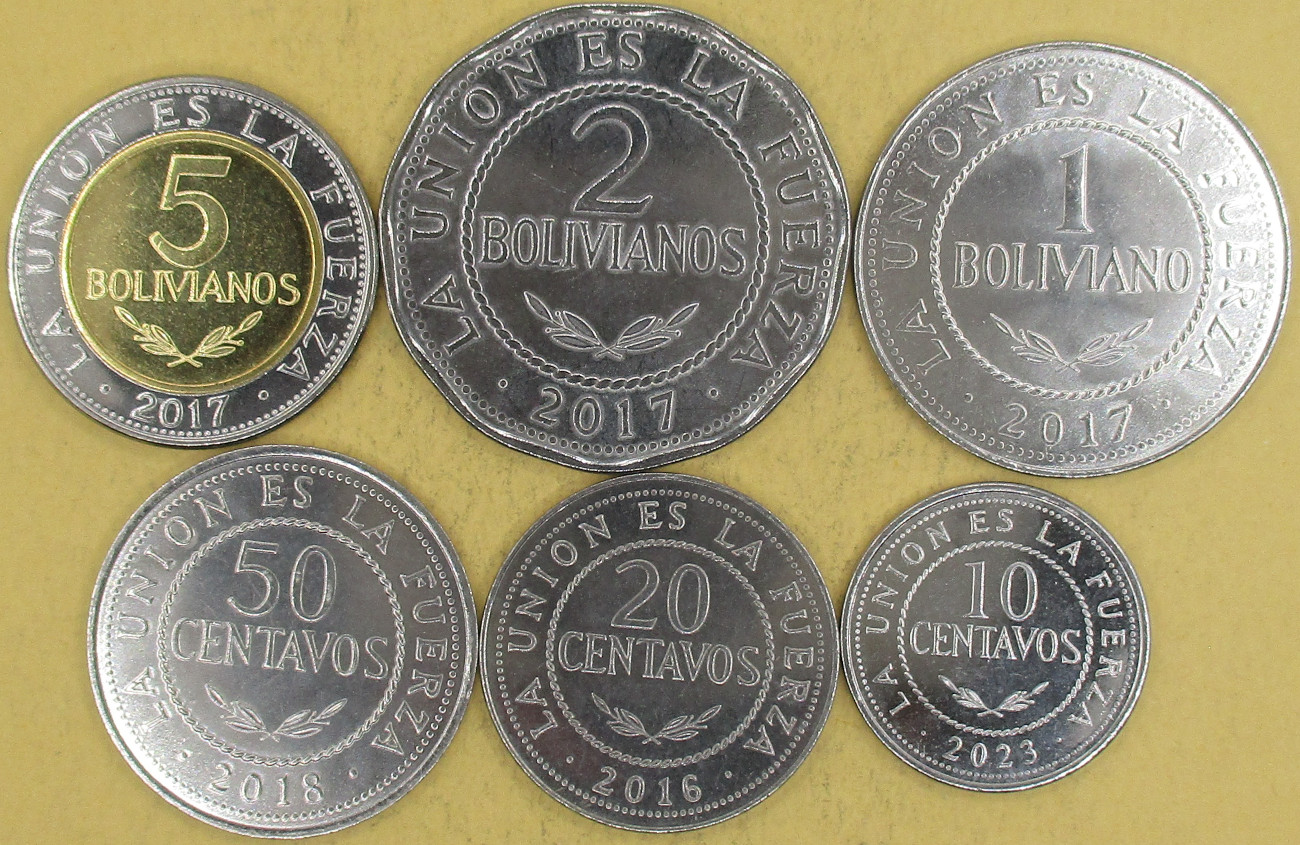 LA UNION ES LA FUERZA
5
BOLIVIANOS
· 2017 ·
LA UNION ES LA FUERZA
2
BOLIVIANOS
· 2017 ·
LA UNION ES LA FUERZA
1
BOLIVIANO
· 2017 ·
LA UNION ES LA FUERZA
50
CENTAVOS
· 2018 ·
LA UNION ES LA FUERZA
20
CENTAVOS
· 2016 ·
LA UNION ES LA FUERZA
10
CENTAVOS
· 2023 ·